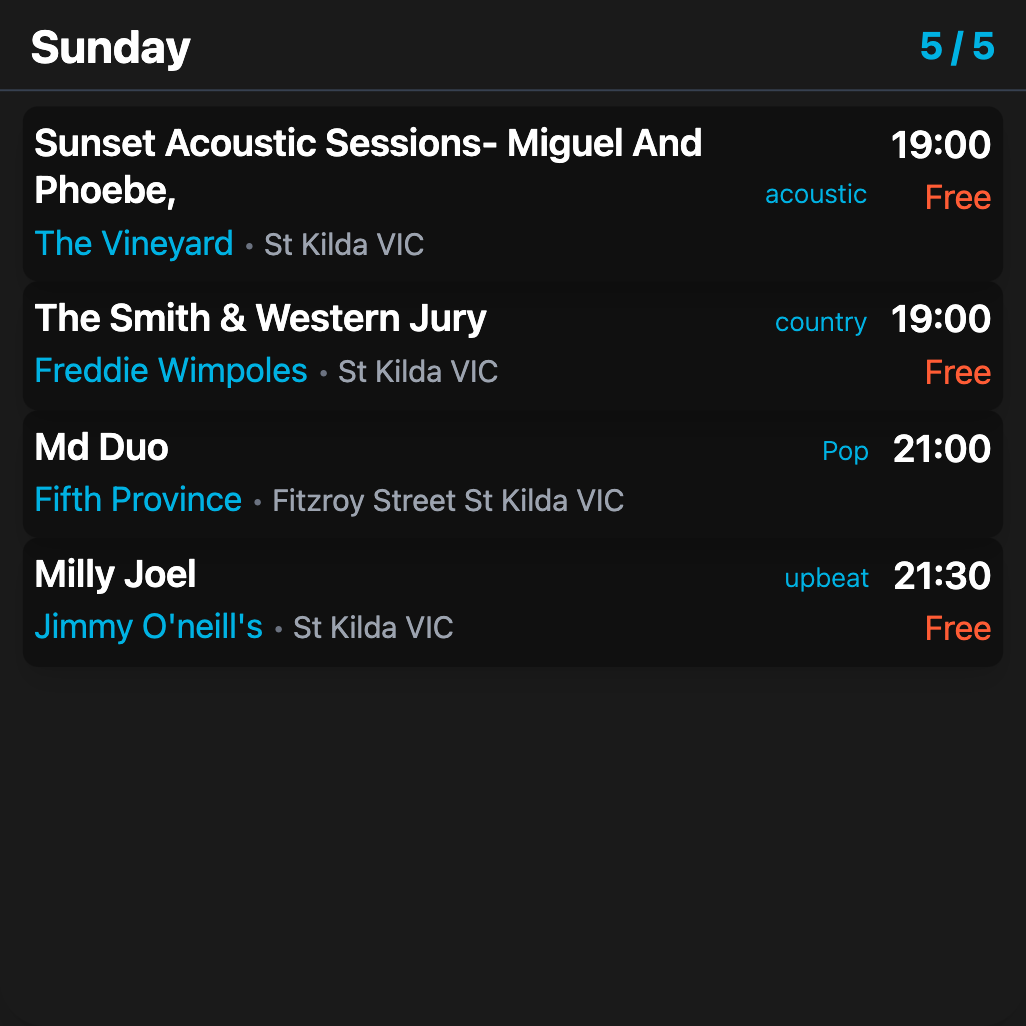 Sunday 5 / 5
Sunset Acoustic Sessions- Miguel And 19:00
Phoebe, acoustic Free
The Vineyard • St Kilda VIC
The Smith & Western Jury country 19:00
Freddie Wimpoles • St Kilda VIC Free
Md Duo Pop 21:00
Fifth Province • Fitzroy Street St Kilda VIC
Milly Joel upbeat 21:30
Jimmy O'neill's • St Kilda VIC Free